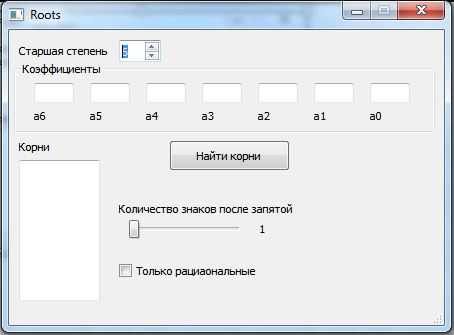 Roots
Старшая степень
Коэффициенты
a6 a5 a4 a3 a2 a1 a0
Корни
Найти корни
Количество знаков после запятой
1
Только рациаональные